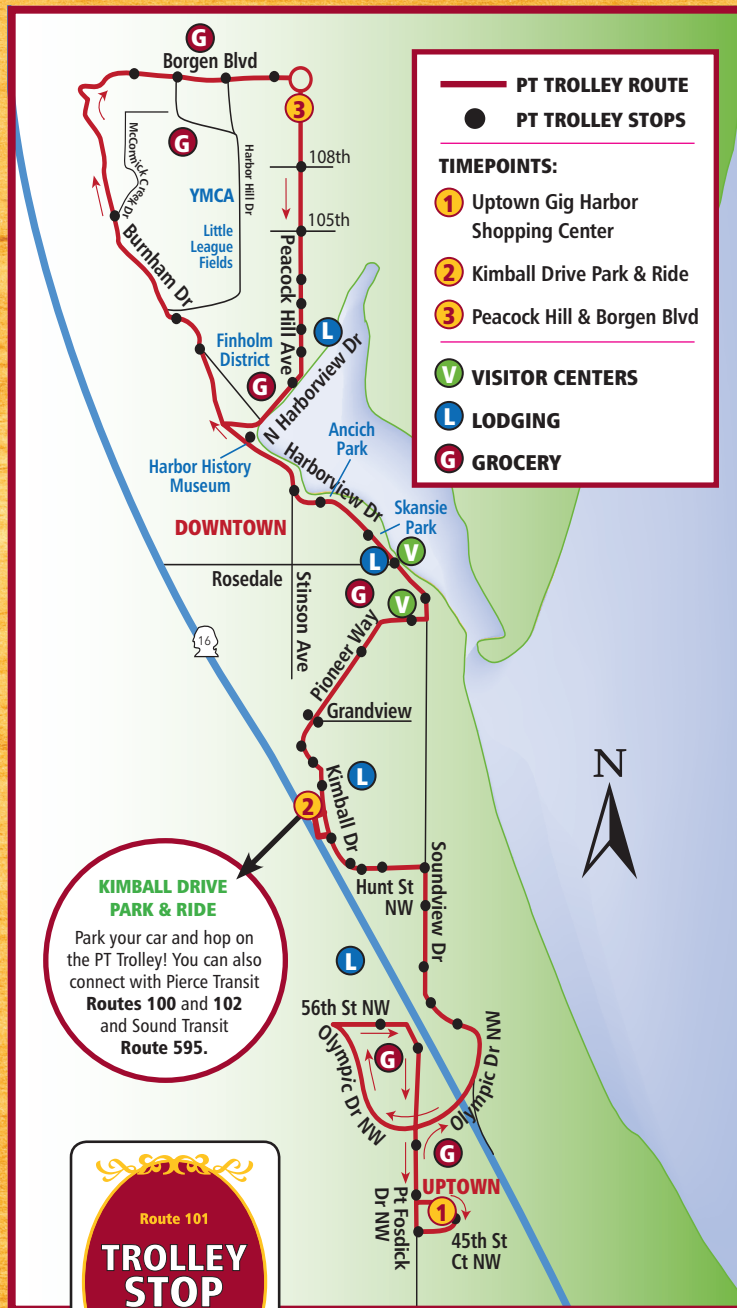 G
Borgen Blvd
3
G
108th
McCormick Creek Dr
Harbor Hill Dr
YMCA
105th
Little
League
Fields
Burnham Dr
Peacock Hill Ave
Finholm
District
L
G
N Harborview Dr
Ancich
Park
Harbor History
Museum
Harborview Dr
Skansie
Park
DOWNTOWN
V
L
Rosedale
G
V
Stinson Ave
16
Pioneer Way
Grandview
L
Kimball Dr
2
Hunt St
NW
Soundview Dr
L
56th St NW
Olympic Dr NW
G
Olympic Dr NW
G
UPTOWN
1
Pt Fosdick
Dr NW
45th St
Ct NW
N
PT TROLLEY ROUTE
PT TROLLEY STOPS
TIMEPOINTS:
1 Uptown Gig Harbor
Shopping Center
2 Kimball Drive Park & Ride
3 Peacock Hill & Borgen Blvd
V VISITOR CENTERS
L LODGING
G GROCERY
KIMBALL DRIVE
PARK & RIDE
Park your car and hop on
the PT Trolley! You can also
connect with Pierce Transit
Routes 100 and 102
and Sound Transit
Route 595.
Route 101
TROLLEY
STOP